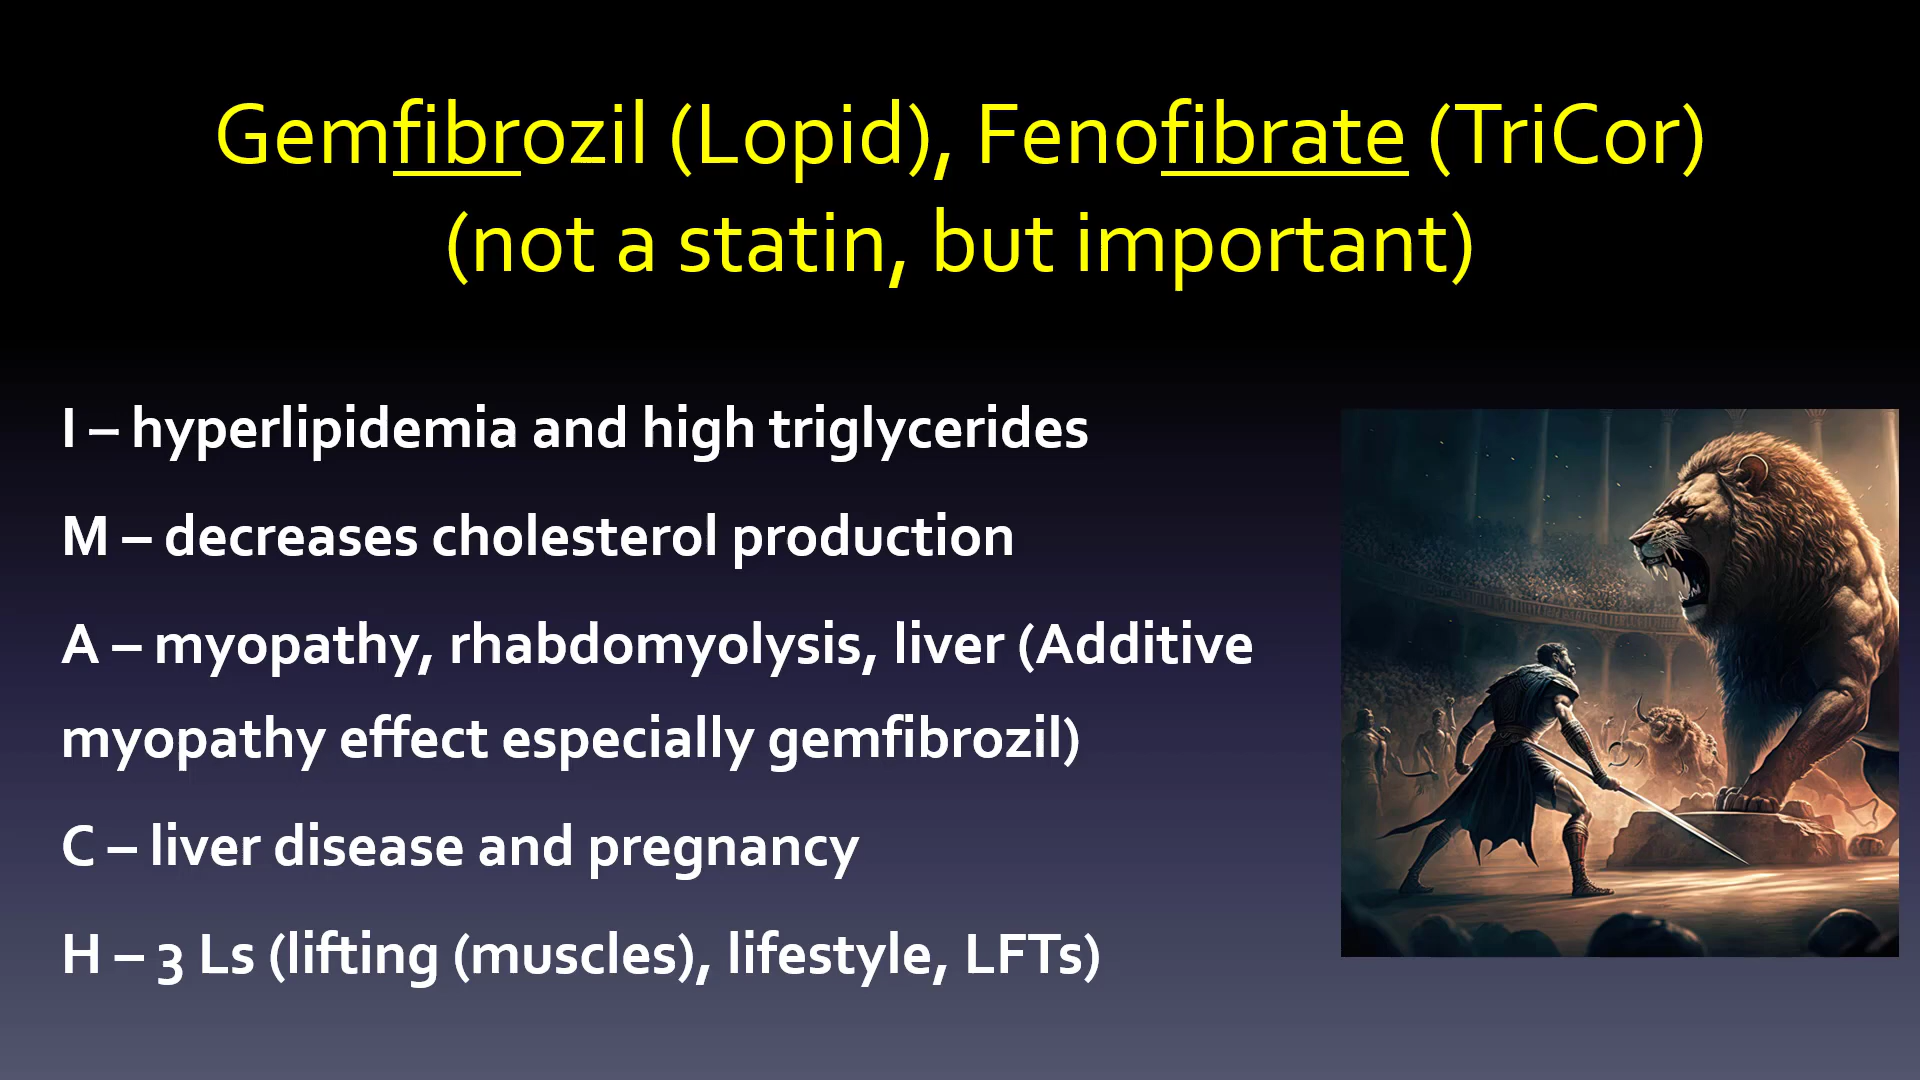 Gemfibrozil (Lopid), Fenofibrate (TriCor)
(not a statin, but important)
I – hyperlipidemia and high triglycerides
M – decreases cholesterol production
A – myopathy, rhabdomyolysis, liver (Additive
myopathy effect especially gemfibrozil)
C – liver disease and pregnancy
H – 3 Ls (lifting (muscles), lifestyle, LFTs)